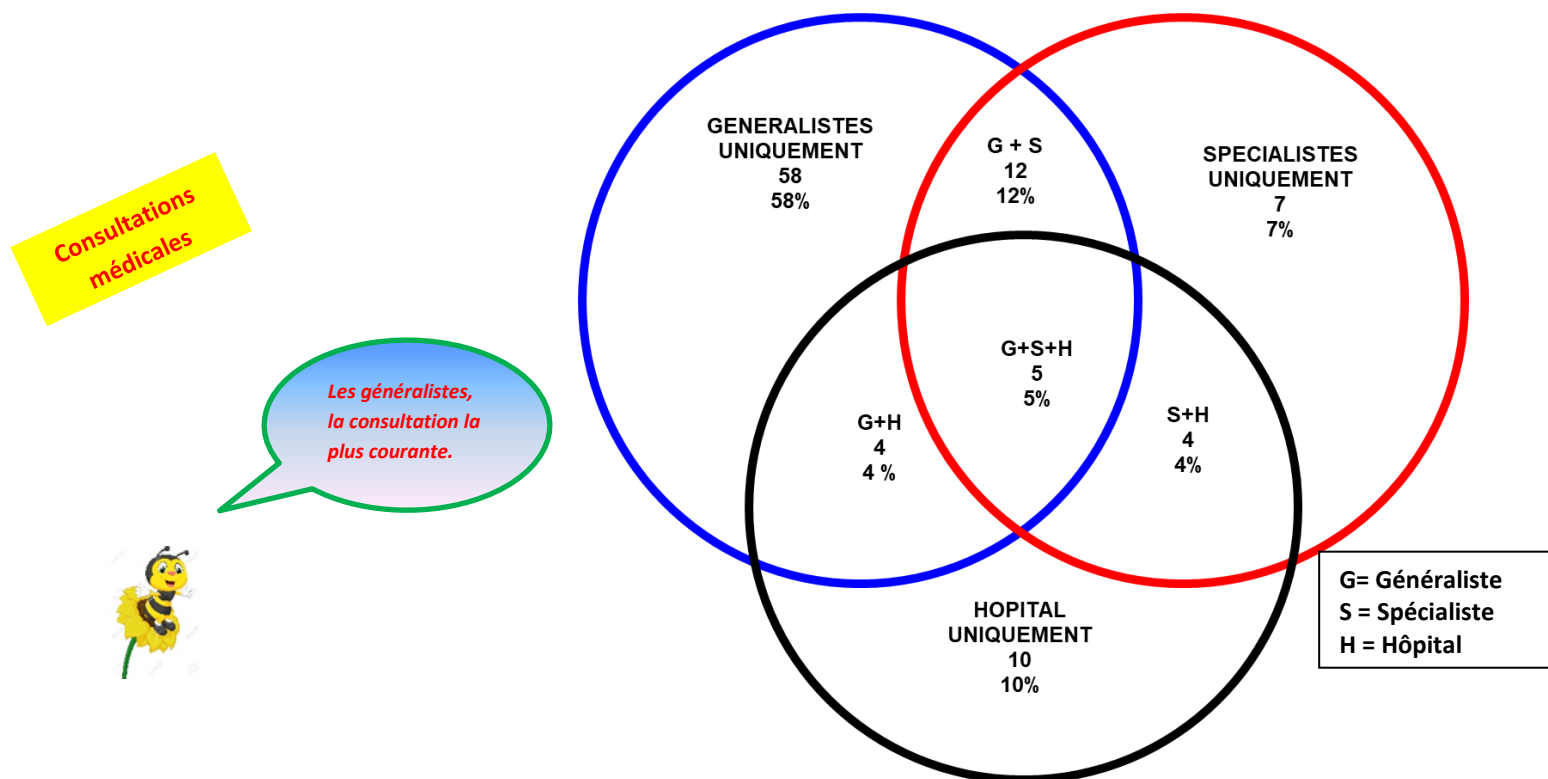 Consultations
médicales
Les généralistes,
la consultation la
plus courante.
GENERALISTES
UNIQUEMENT
58
58%
G + S
12
12%
SPECIALISTES
UNIQUEMENT
7
7%
G+S+H
5
5%
G+H
4
4 %
S+H
4
4%
HOPITAL
UNIQUEMENT
10
10%
G= Généraliste
S = Spécialiste
H = Hôpital